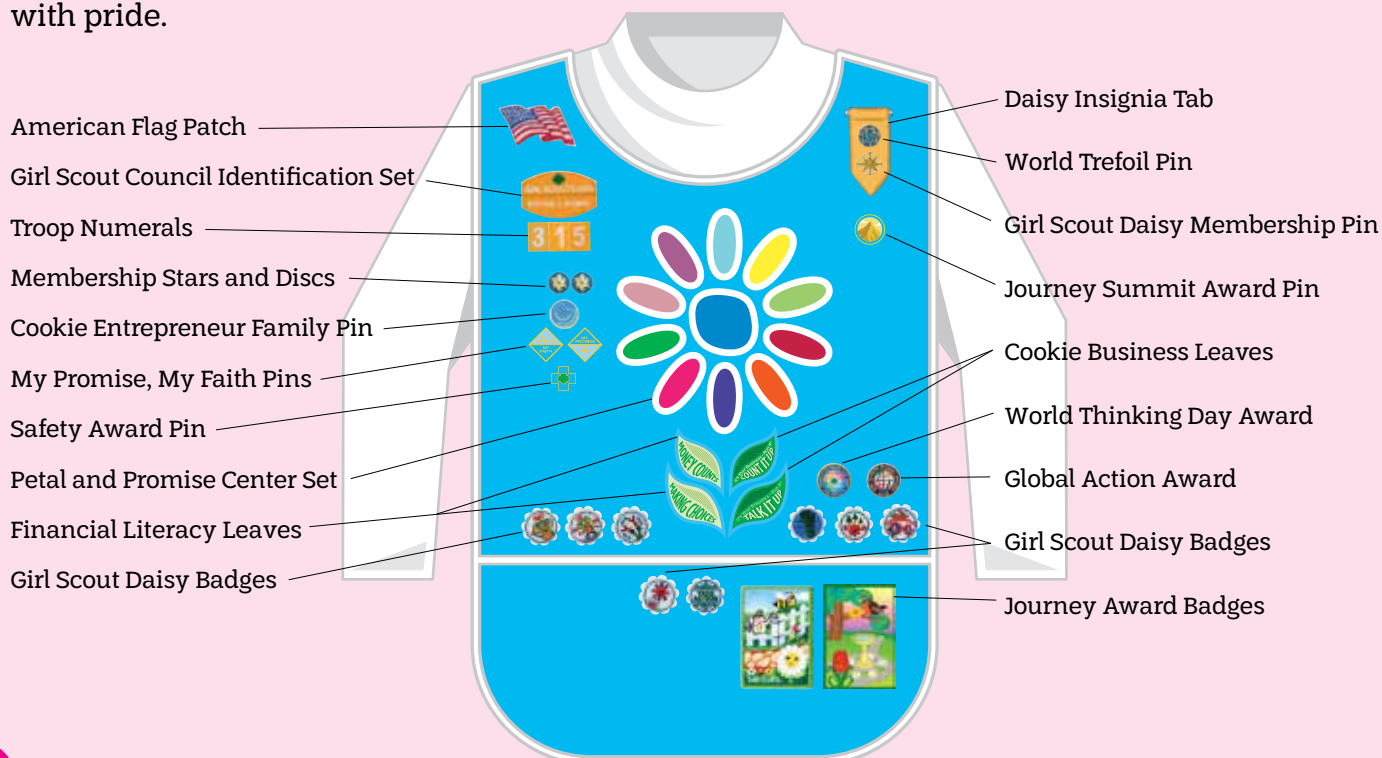 with pride.
American Flag Patch
Girl Scout Council Identification Set
Troop Numerals
Membership Stars and Discs
Cookie Entrepreneur Family Pin
My Promise, My Faith Pins
Safety Award Pin
Petal and Promise Center Set
Financial Literacy Leaves
Girl Scout Daisy Badges
315
MONEY COUNTS
COUNT IT UP
MAKING CHOICES
TALK IT UP
Daisy Insignia Tab
World Trefoil Pin
Girl Scout Daisy Membership Pin
Journey Summit Award Pin
Cookie Business Leaves
World Thinking Day Award
Global Action Award
Girl Scout Daisy Badges
Journey Award Badges